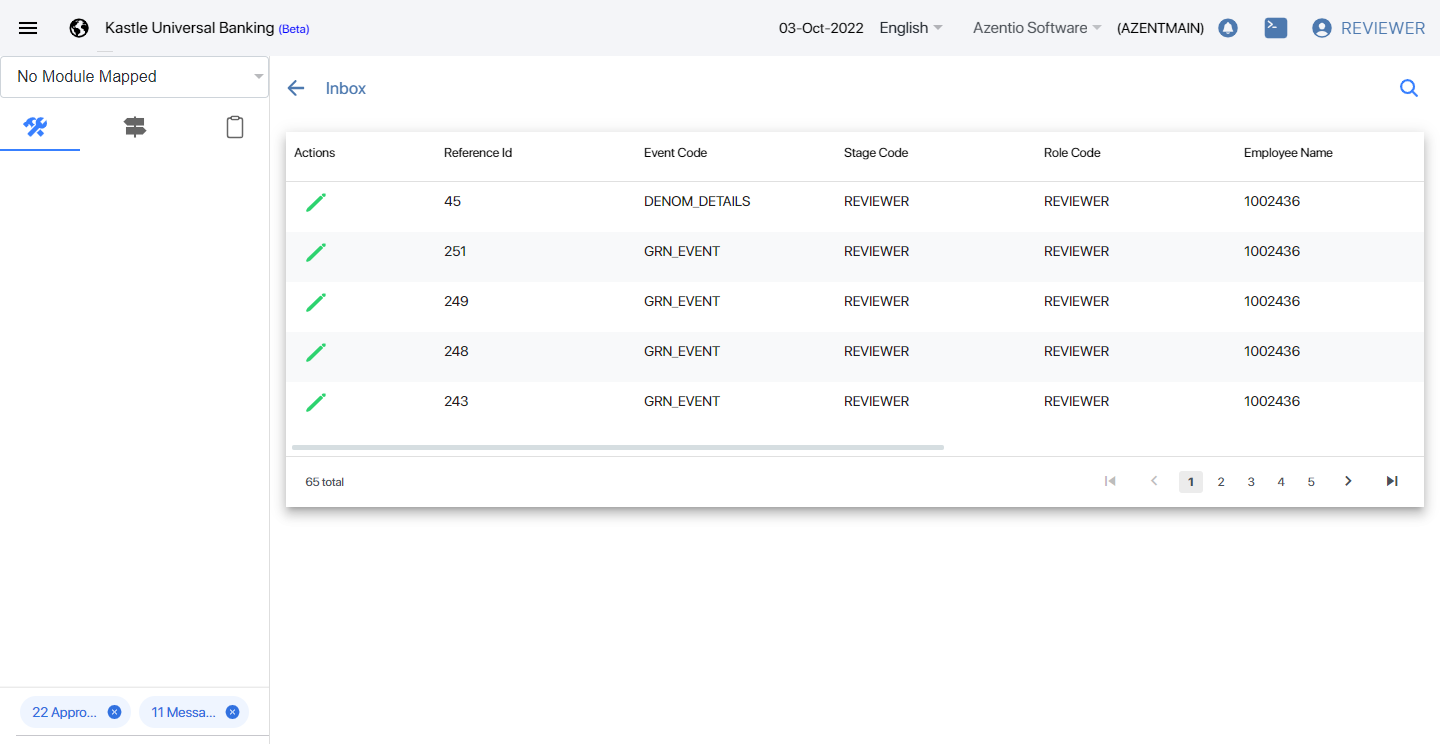 Kastle Universal Banking (Beta) 03-Oct-2022 English Azentio Software (AZENTMAIN) REVIEWER
No Module Mapped
Inbox
Actions Reference Id Event Code Stage Code Role Code Employee Name
45 DENOM_DETAILS REVIEWER REVIEWER 1002436
251 GRN_EVENT REVIEWER REVIEWER 1002436
249 GRN_EVENT REVIEWER REVIEWER 1002436
248 GRN_EVENT REVIEWER REVIEWER 1002436
243 GRN_EVENT REVIEWER REVIEWER 1002436
65 total 1 2 3 4 5
22 Appro... 11 Messa...